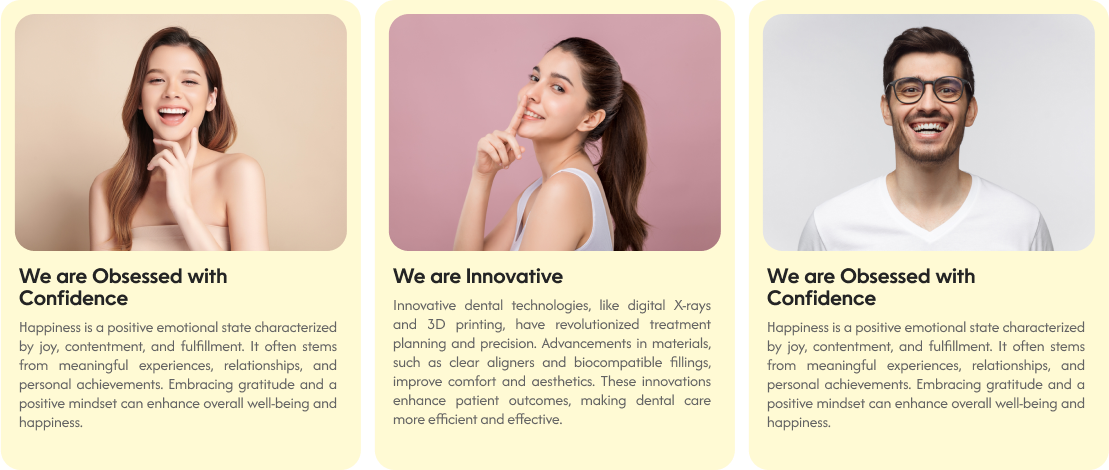 We are Obsessed with
Confidence
Happiness is a positive emotional state characterized
by joy, contentment, and fulfillment. It often stems
from meaningful experiences, relationships, and
personal achievements. Embracing gratitude and a
positive mindset can enhance overall well-being and
happiness.
We are Innovative
Innovative dental technologies, like digital X-rays
and 3D printing, have revolutionized treatment
planning and precision. Advancements in materials,
such as clear aligners and biocompatible fillings,
improve comfort and aesthetics. These innovations
enhance patient outcomes, making dental care
more efficient and effective.
We are Obsessed with
Confidence
Happiness is a positive emotional state characterized
by joy, contentment, and fulfillment. It often stems
from meaningful experiences, relationships, and
personal achievements. Embracing gratitude and a
positive mindset can enhance overall well-being and
happiness.